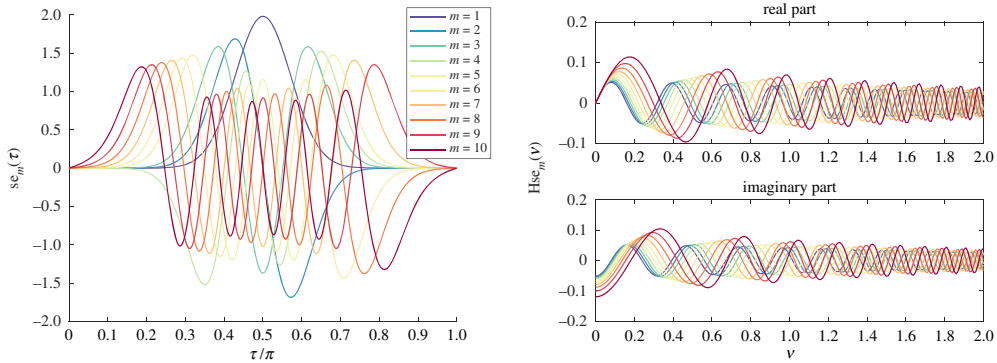 2.0
1.5
1.0
0.5
0
−0.5
−1.0
−1.5
−2.0
se_m(τ)
0 0.1 0.2 0.3 0.4 0.5 0.6 0.7 0.8 0.9 1.0
τ/π
m = 1
m = 2
m = 3
m = 4
m = 5
m = 6
m = 7
m = 8
m = 9
m = 10
real part
0.2
0.1
0
−0.1
0 0.2 0.4 0.6 0.8 1.0 1.2 1.4 1.6 1.8 2.0
Hse_m(ν)
imaginary part
0.2
0.1
0
−0.1
−0.2
0 0.2 0.4 0.6 0.8 1.0 1.2 1.4 1.6 1.8 2.0
ν